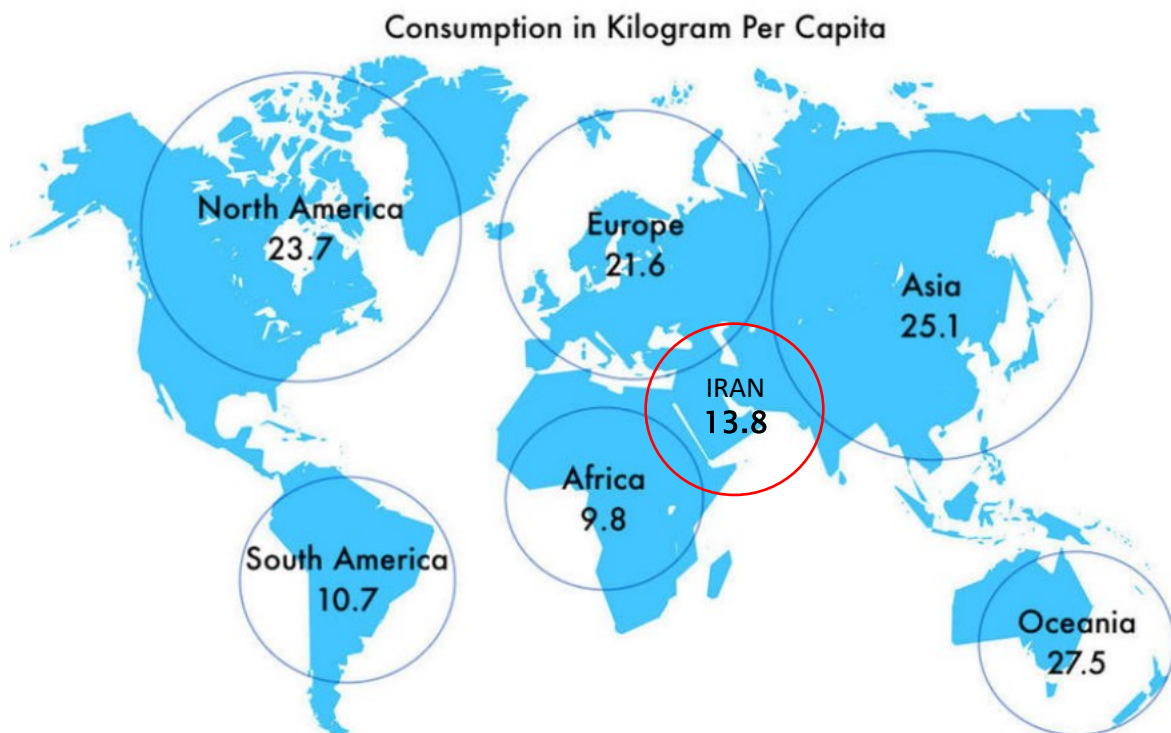 Consumption in Kilogram Per Capita
North America
23.7
Europe
21.6
Asia
25.1
IRAN
13.8
Africa
9.8
South America
10.7
Oceania
27.5